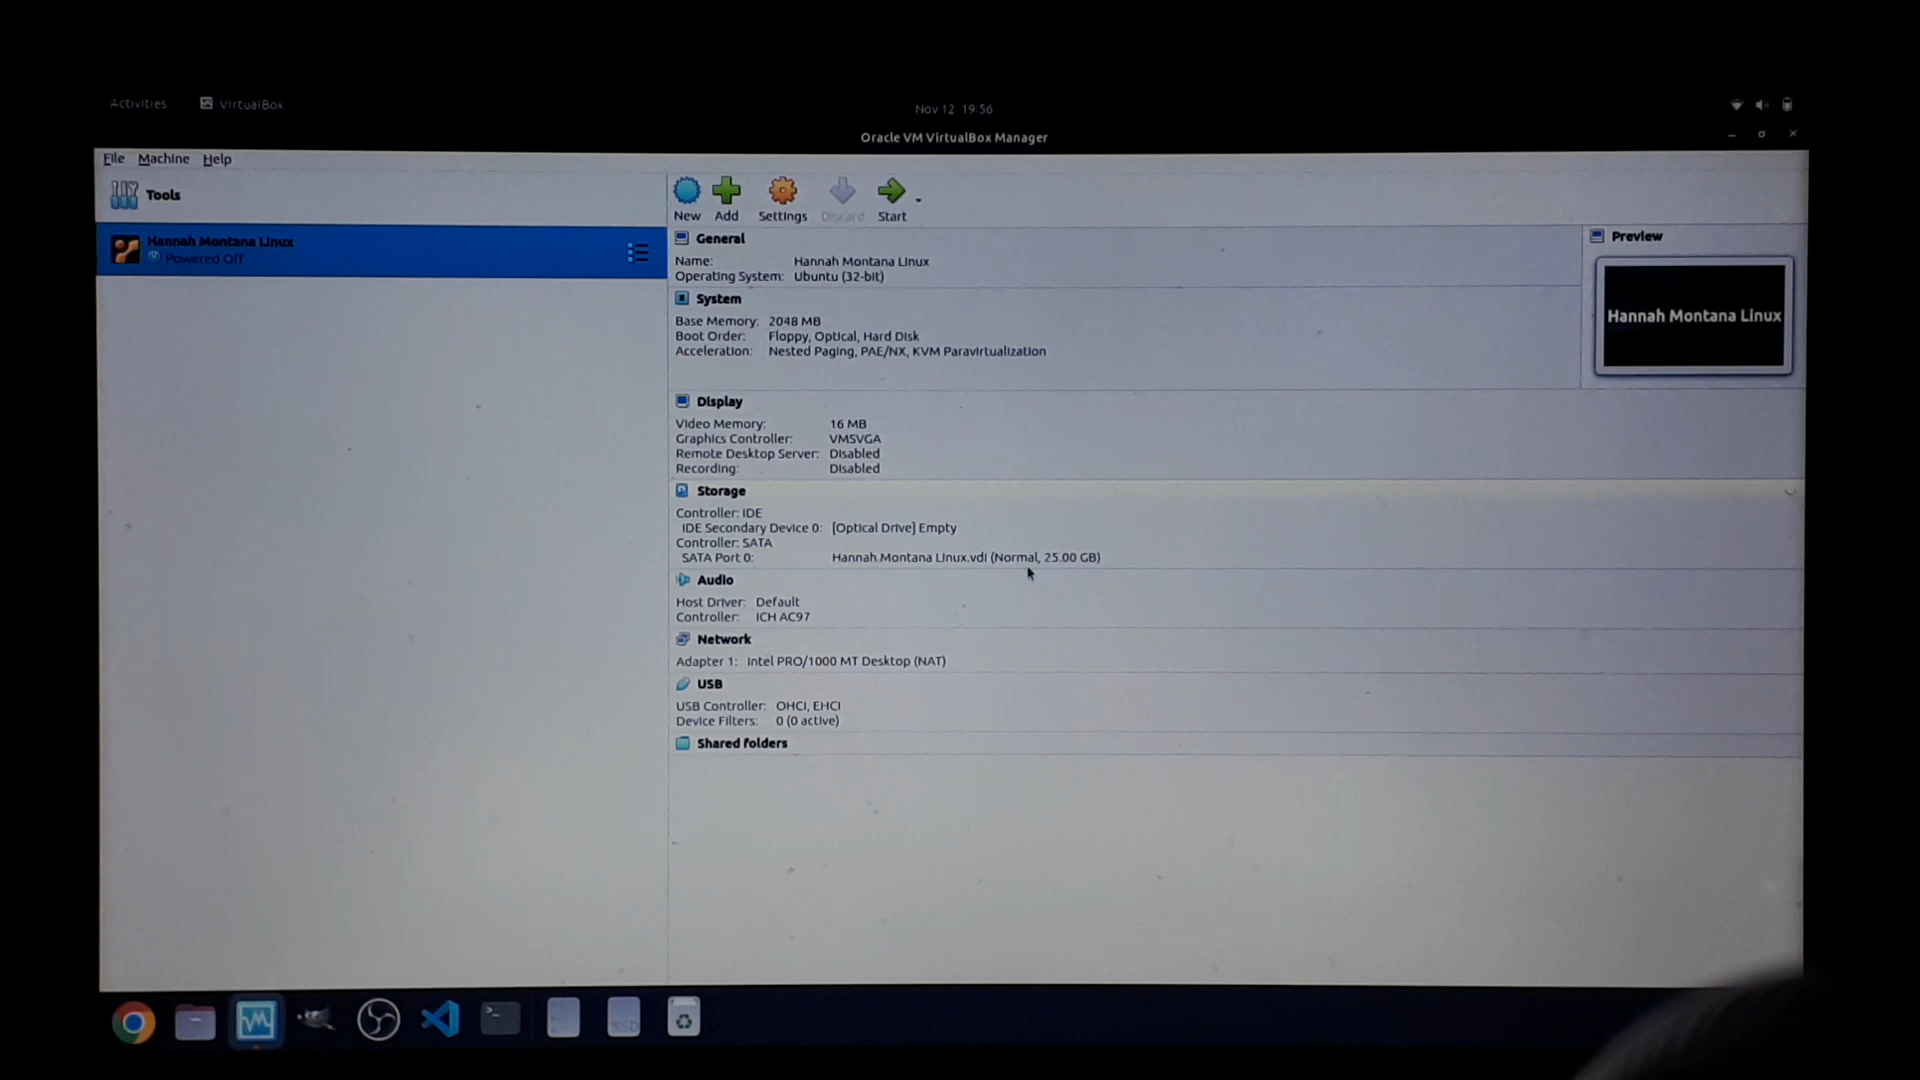 Activities VirtualBox
Nov 12 19:56
Oracle VM VirtualBox Manager
File Machine Help
Tools
New Add Settings Discard Start
Hannah Montana Linux
Powered Off
General
Name: Hannah Montana Linux
Operating System: Ubuntu (32-bit)
Preview
Hannah Montana Linux
System
Base Memory: 2048 MB
Boot Order: Floppy, Optical, Hard Disk
Acceleration: Nested Paging, PAE/NX, KVM Paravirtualization
Display
Video Memory: 16 MB
Graphics Controller: VMSVGA
Remote Desktop Server: Disabled
Recording: Disabled
Storage
Controller: IDE
IDE Secondary Device 0: [Optical Drive] Empty
Controller: SATA
SATA Port 0: Hannah Montana Linux.vdi (Normal, 25.00 GB)
Audio
Host Driver: Default
Controller: ICH AC97
Network
Adapter 1: Intel PRO/1000 MT Desktop (NAT)
USB
USB Controller: OHCI, EHCI
Device Filters: 0 (0 active)
Shared folders
SSD